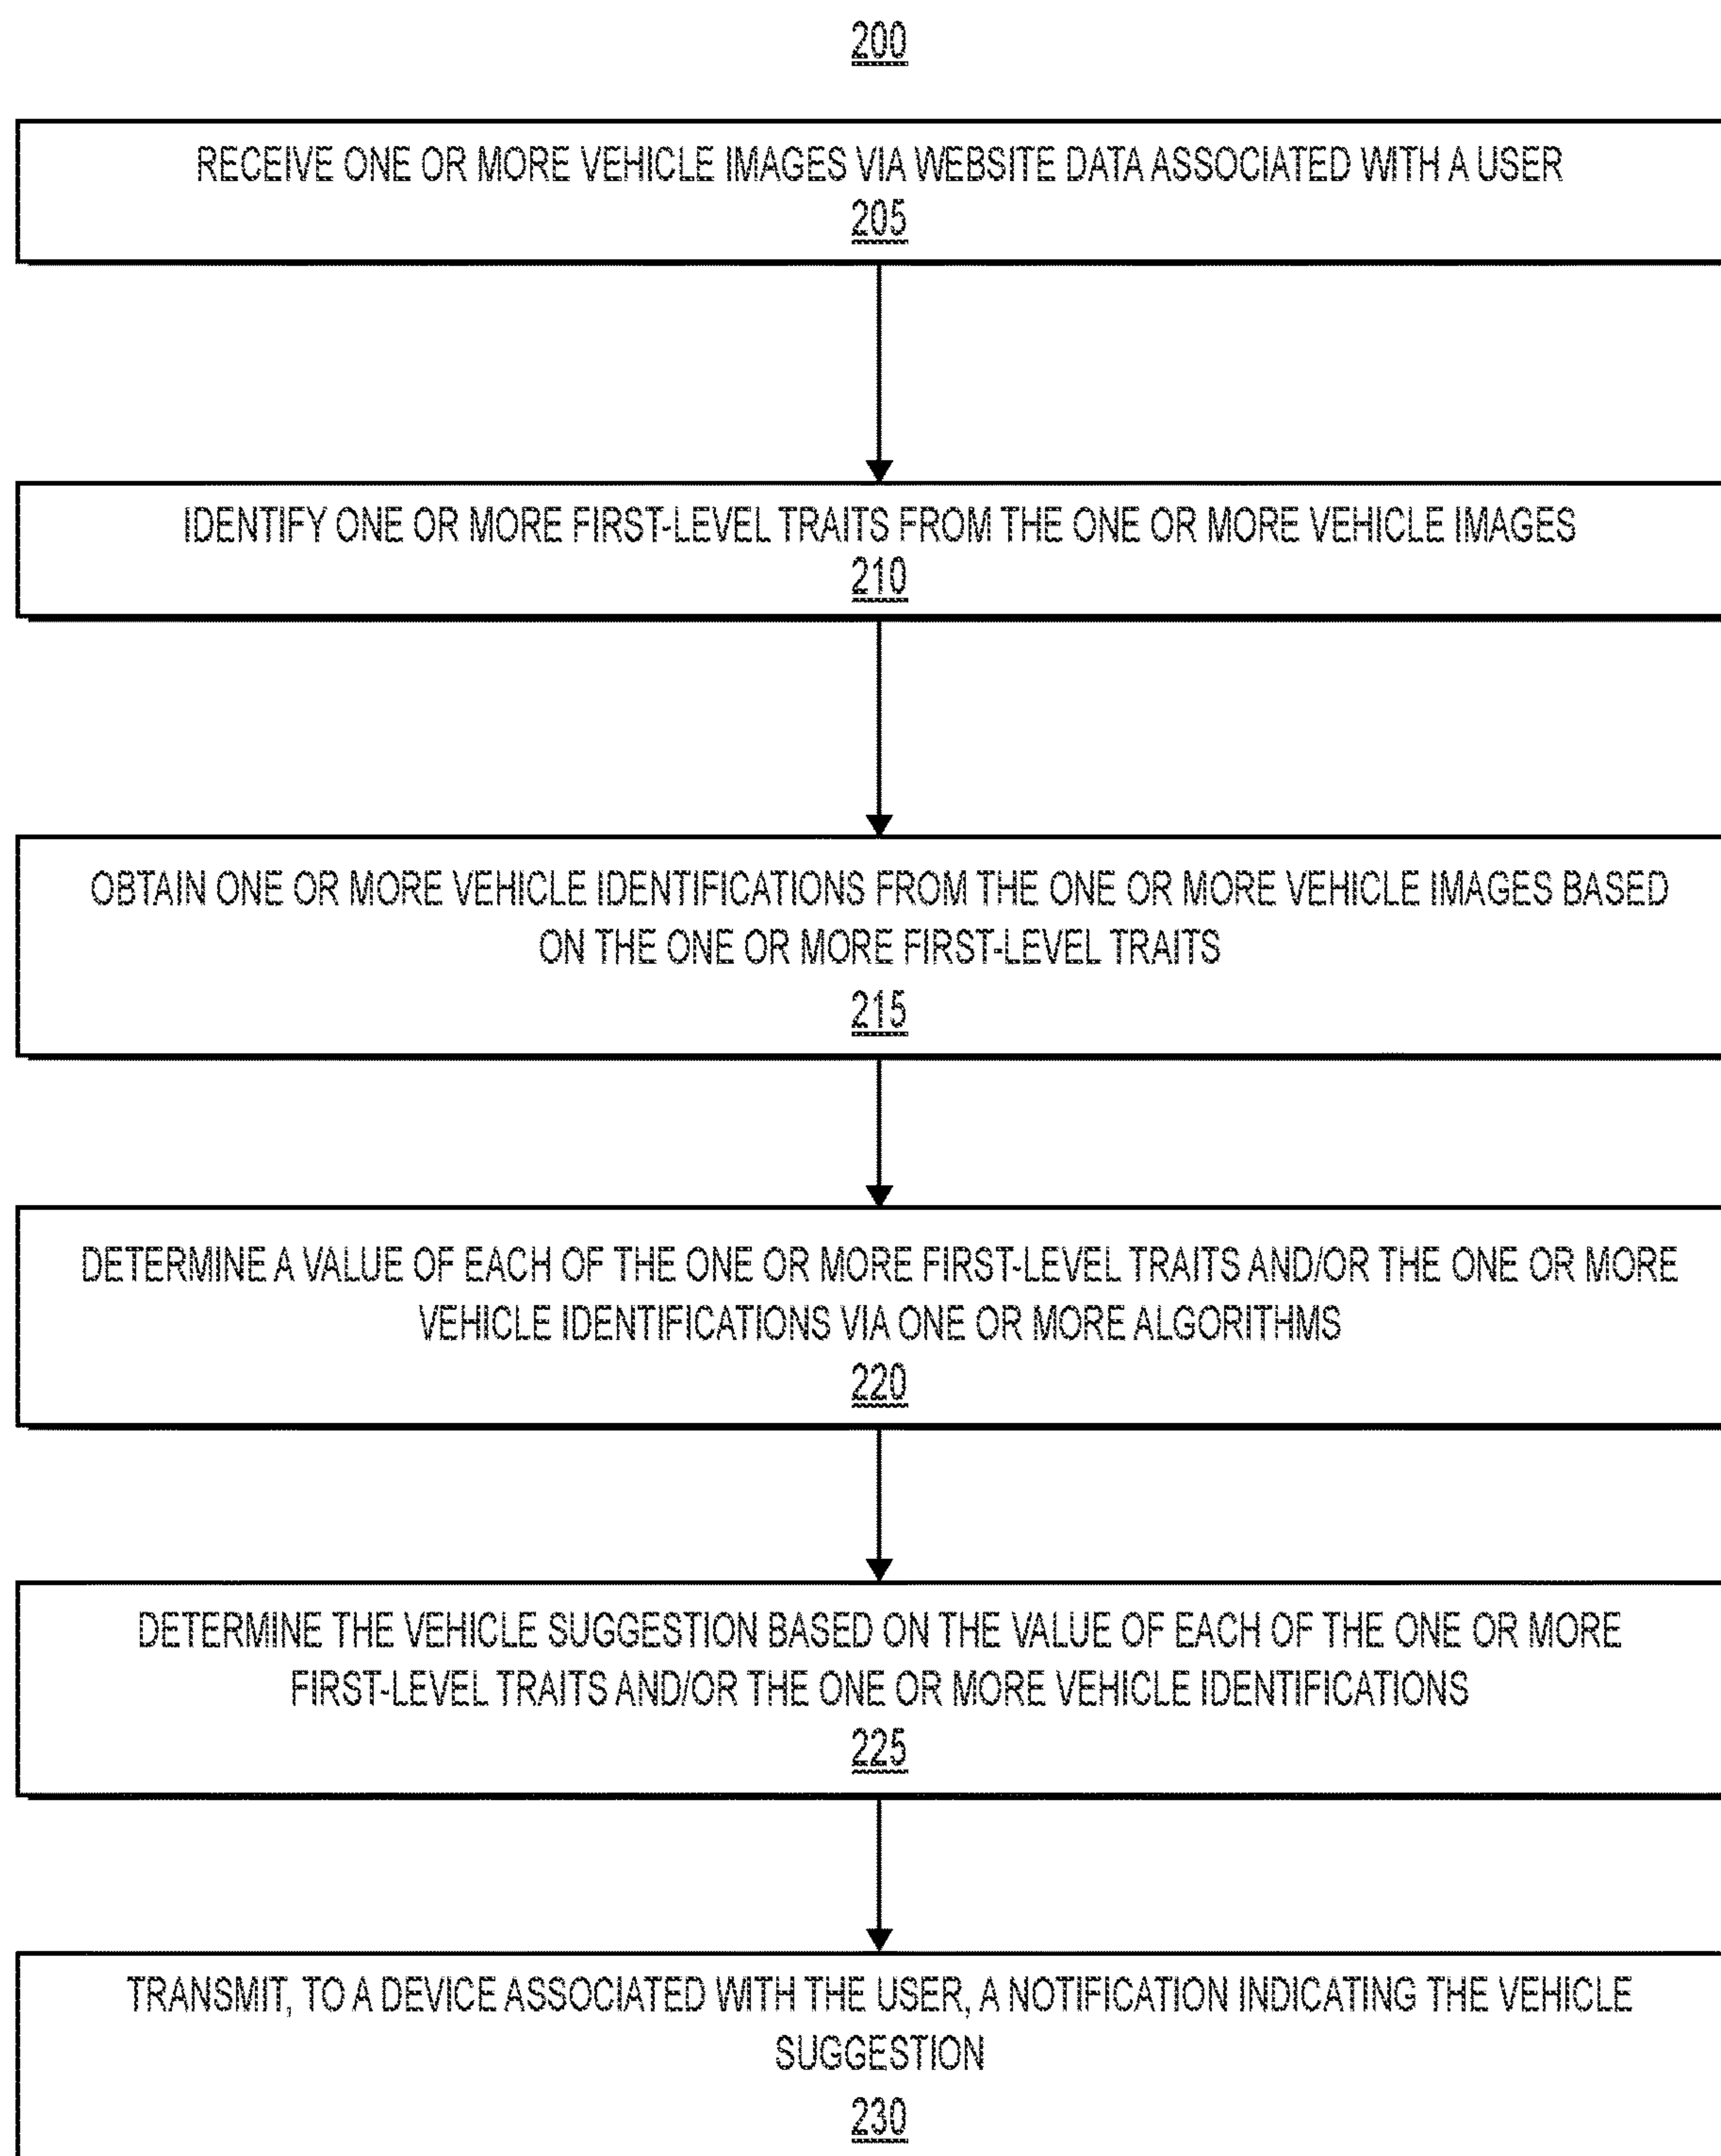 200
RECEIVE ONE OR MORE VEHICLE IMAGES VIA WEBSITE DATA ASSOCIATED WITH A USER
205
IDENTIFY ONE OR MORE FIRST-LEVEL TRAITS FROM THE ONE OR MORE VEHICLE IMAGES
210
OBTAIN ONE OR MORE VEHICLE IDENTIFICATIONS FROM THE ONE OR MORE VEHICLE IMAGES BASED
ON THE ONE OR MORE FIRST-LEVEL TRAITS
215
DETERMINE A VALUE OF EACH OF THE ONE OR MORE FIRST-LEVEL TRAITS AND/OR THE ONE OR MORE
VEHICLE IDENTIFICATIONS VIA ONE OR MORE ALGORITHMS
220
DETERMINE THE VEHICLE SUGGESTION BASED ON THE VALUE OF EACH OF THE ONE OR MORE
FIRST-LEVEL TRAITS AND/OR THE ONE OR MORE VEHICLE IDENTIFICATIONS
225
TRANSMIT, TO A DEVICE ASSOCIATED WITH THE USER, A NOTIFICATION INDICATING THE VEHICLE
SUGGESTION
230